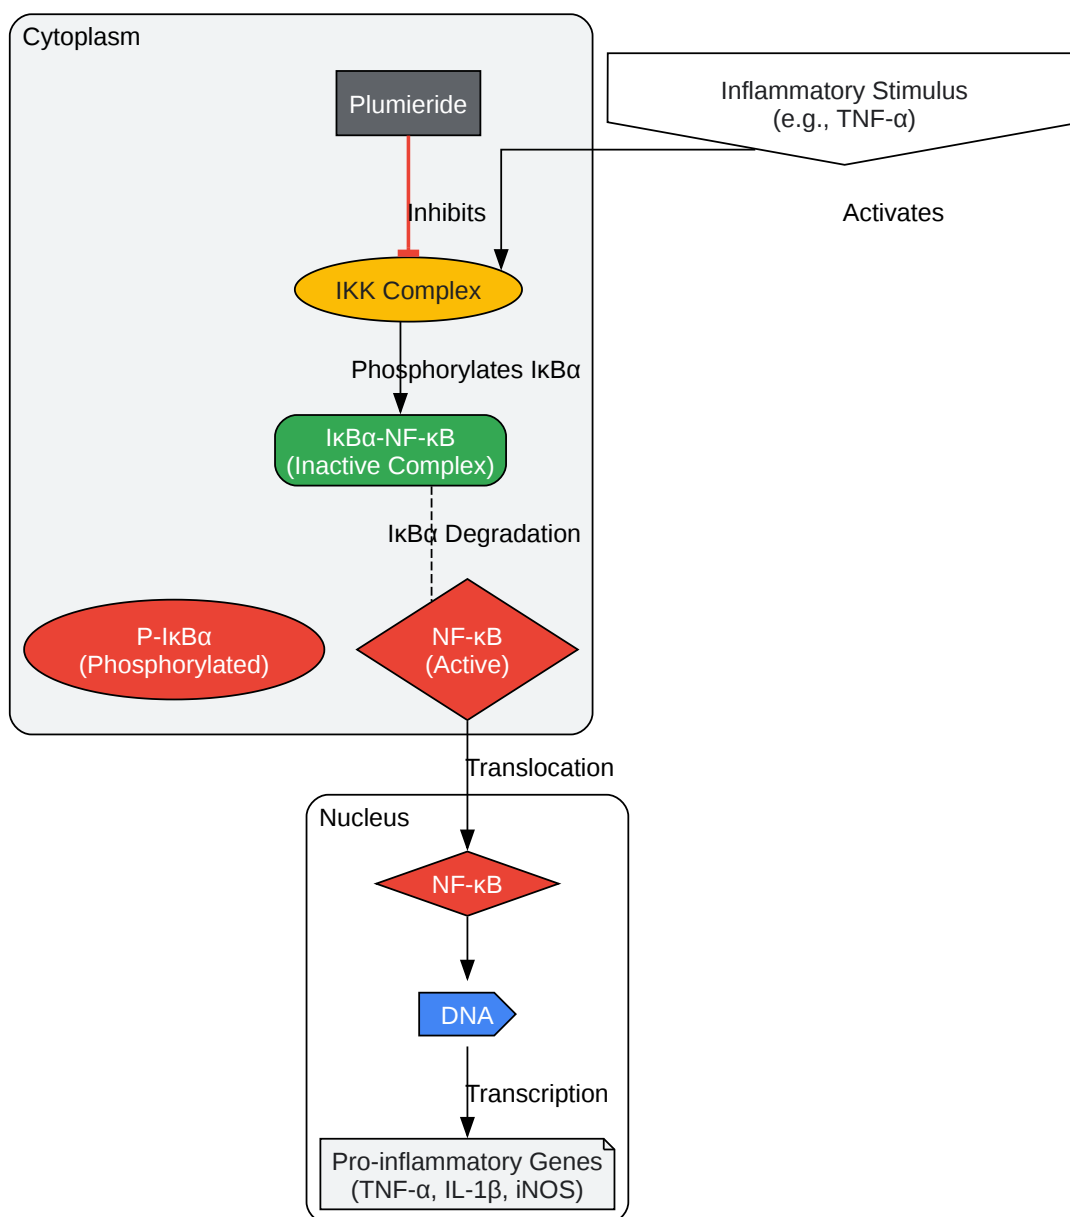 Cytoplasm
Plumieride
Inflammatory Stimulus
(e.g., TNF-α)
Inhibits
Activates
IKK Complex
Phosphorylates IκBα
IκBα-NF-κB
(Inactive Complex)
IκBα Degradation
P-IκBα
(Phosphorylated)
NF-κB
(Active)
Translocation
Nucleus
NF-κB
DNA
Transcription
Pro-inflammatory Genes
(TNF-α, IL-1β, iNOS)